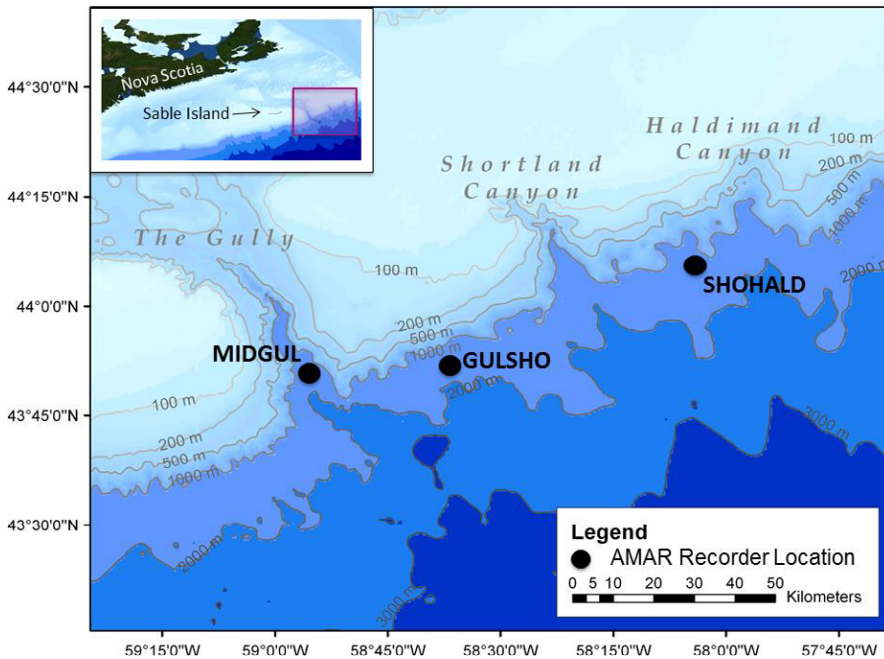 Nova Scotia
Sable Island
44°30'0"N
44°15'0"N
44°0'0"N
43°45'0"N
43°30'0"N
The Gully
Shortland
Canyon
Haldimand
Canyon
100 m
200 m
500 m
1000 m
2000 m
100 m
200 m
500 m
1000 m
2000 m
100 m
200 m
500 m
1000 m
2000 m
3000 m
3000 m
MIDGUL
GULSHO
SHOHALD
Legend
AMAR Recorder Location
0 5 10 20 30 40 50
Kilometers
59°15'0"W
59°0'0"W
58°45'0"W
58°30'0"W
58°15'0"W
58°0'0"W
57°45'0"W